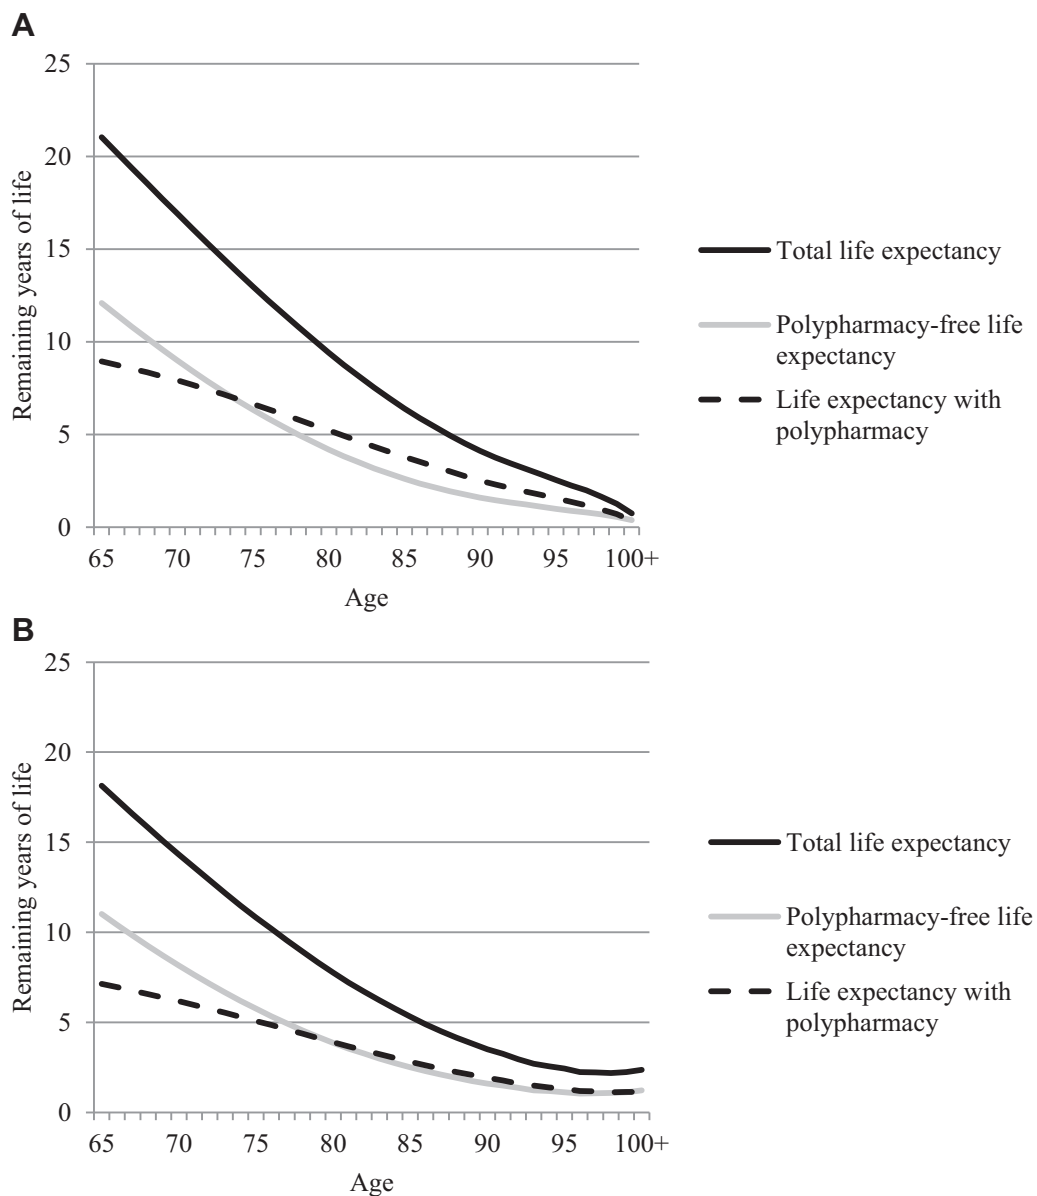 A
25
20
15
10
5
0
Remaining years of life
65 70 75 80 85 90 95 100+
Age
Total life expectancy
Polypharmacy-free life
expectancy
Life expectancy with
polypharmacy
B
25
20
15
10
5
0
Remaining years of life
65 70 75 80 85 90 95 100+
Age
Total life expectancy
Polypharmacy-free life
expectancy
Life expectancy with
polypharmacy